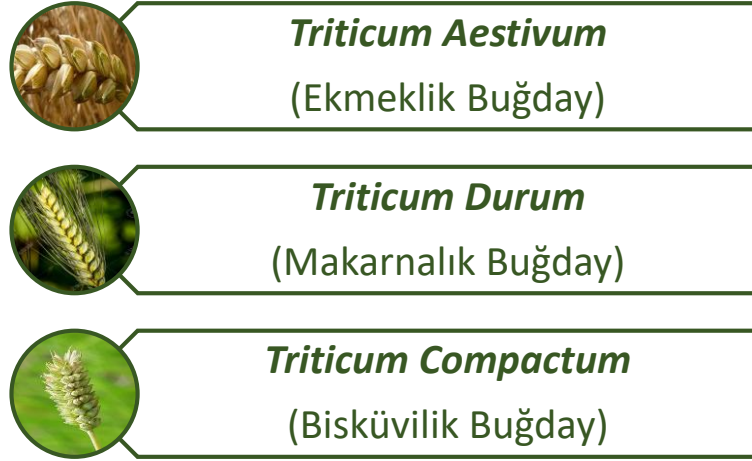 Triticum Aestivum
(Ekmeklik Buğday)
Triticum Durum
(Makarnalık Buğday)
Triticum Compactum
(Bisküvilik Buğday)